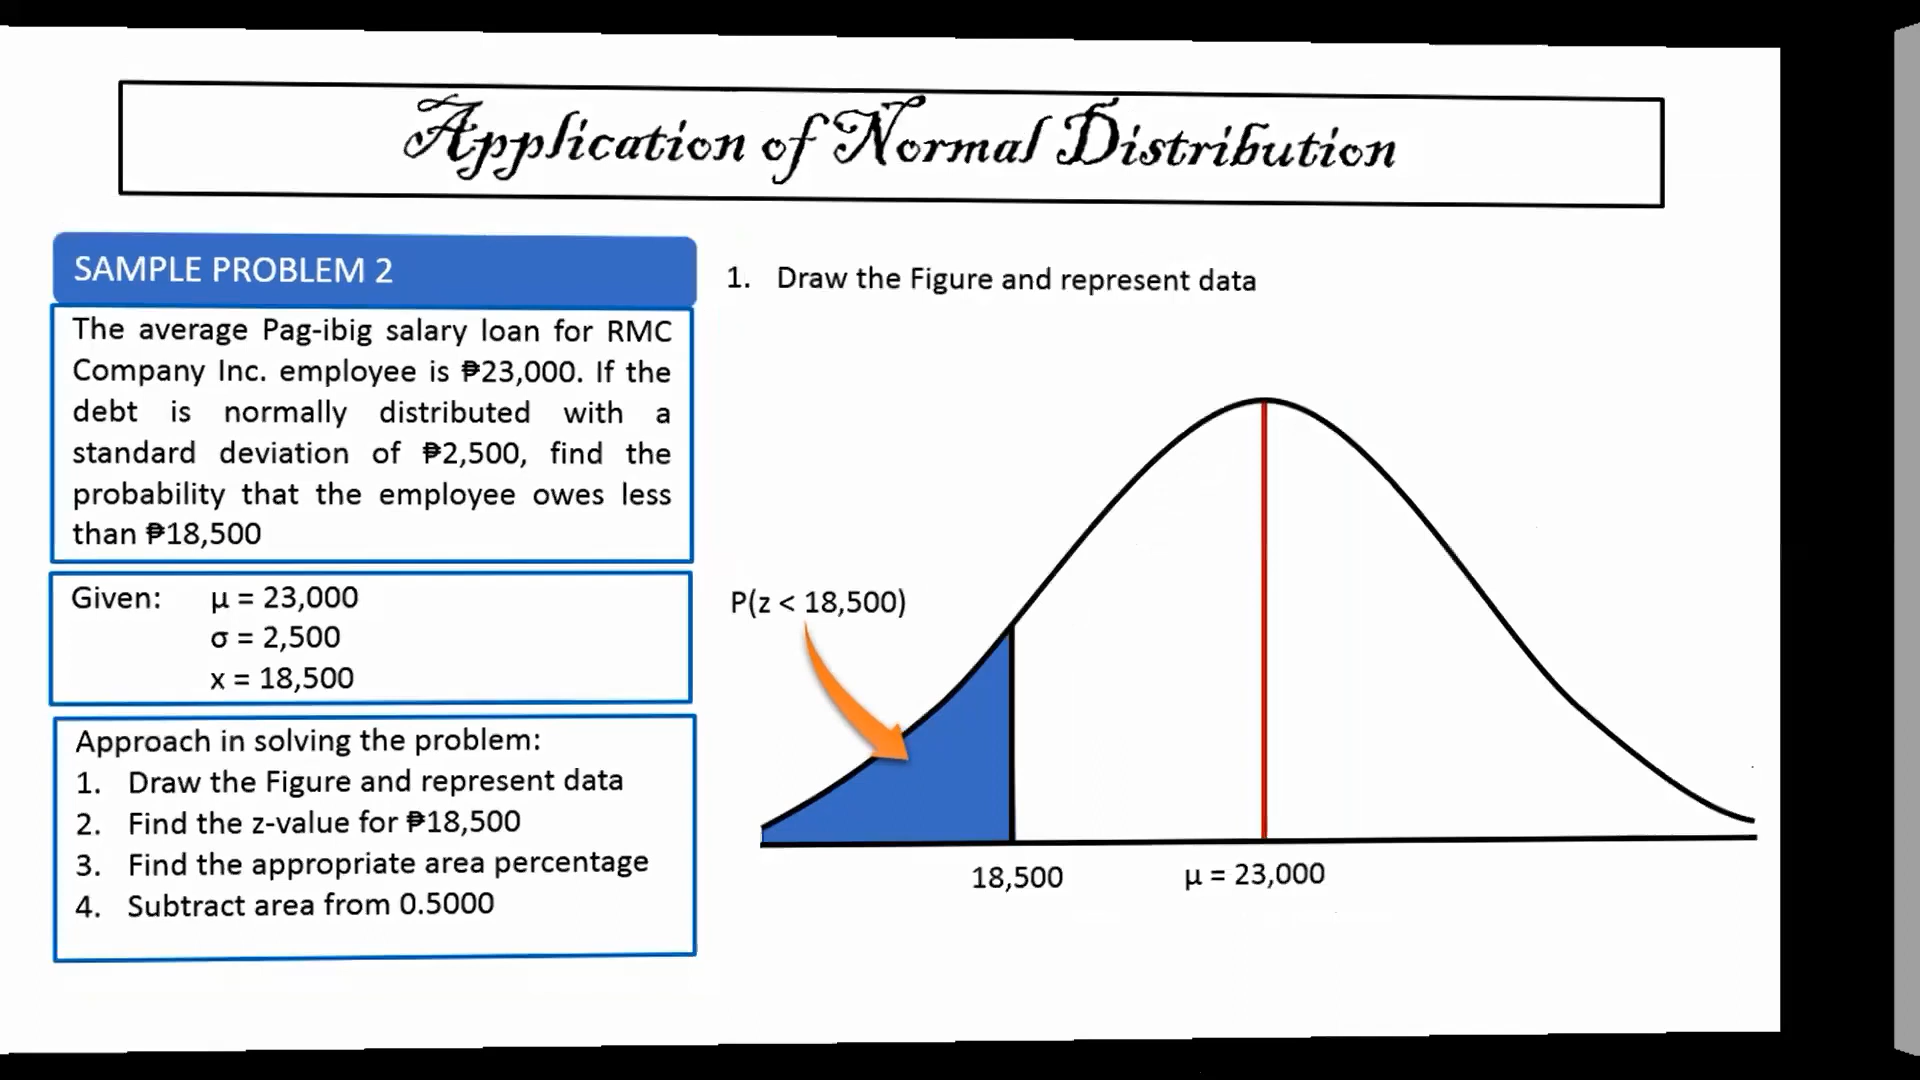 Application of Normal Distribution
SAMPLE PROBLEM 2
The average Pag-ibig salary loan for RMC
Company Inc. employee is ₱23,000. If the
debt is normally distributed with a
standard deviation of ₱2,500, find the
probability that the employee owes less
than ₱18,500
Given: μ = 23,000
σ = 2,500
x = 18,500
Approach in solving the problem:
1. Draw the Figure and represent data
2. Find the z-value for ₱18,500
3. Find the appropriate area percentage
4. Subtract area from 0.5000
1. Draw the Figure and represent data
P(z < 18,500)
18,500
μ = 23,000